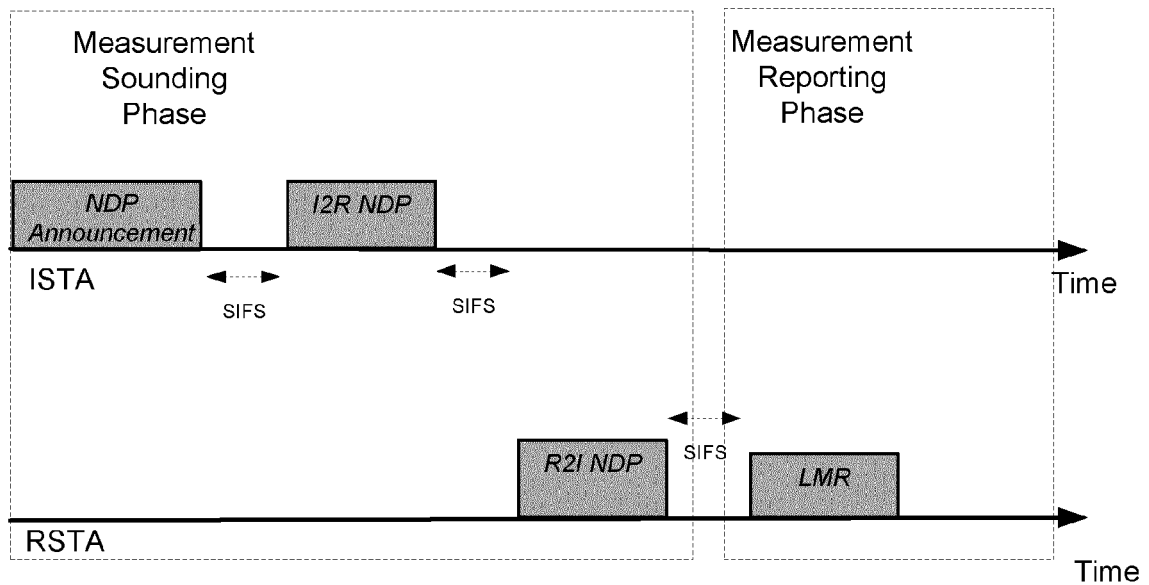 Measurement
Sounding
Phase
Measurement
Reporting
Phase
NDP
Announcement
I2R NDP
ISTA
Time
SIFS
SIFS
R2I NDP
SIFS
LMR
RSTA
Time